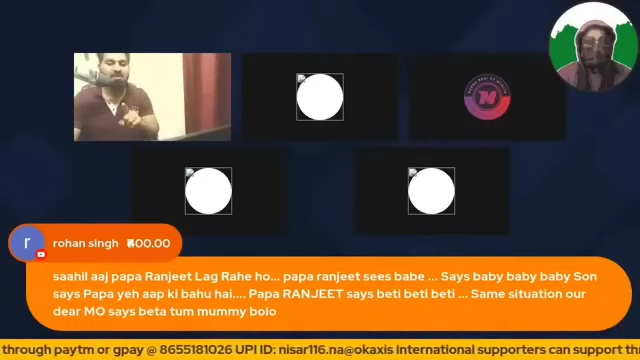 M
r
rohan singh ₹400.00
saahil aaj papa Ranjeet Lag Rahe ho... papa ranjeet sees babe ... Says baby baby baby Son
says Papa yeh aap ki bahu hai.... Papa RANJEET says beti beti beti ... Same situation our
dear MO says beta tum mummy bolo
through paytm or gpay @ 8655181026 UPI ID: nisar116.na@okaxis International supporters can support th